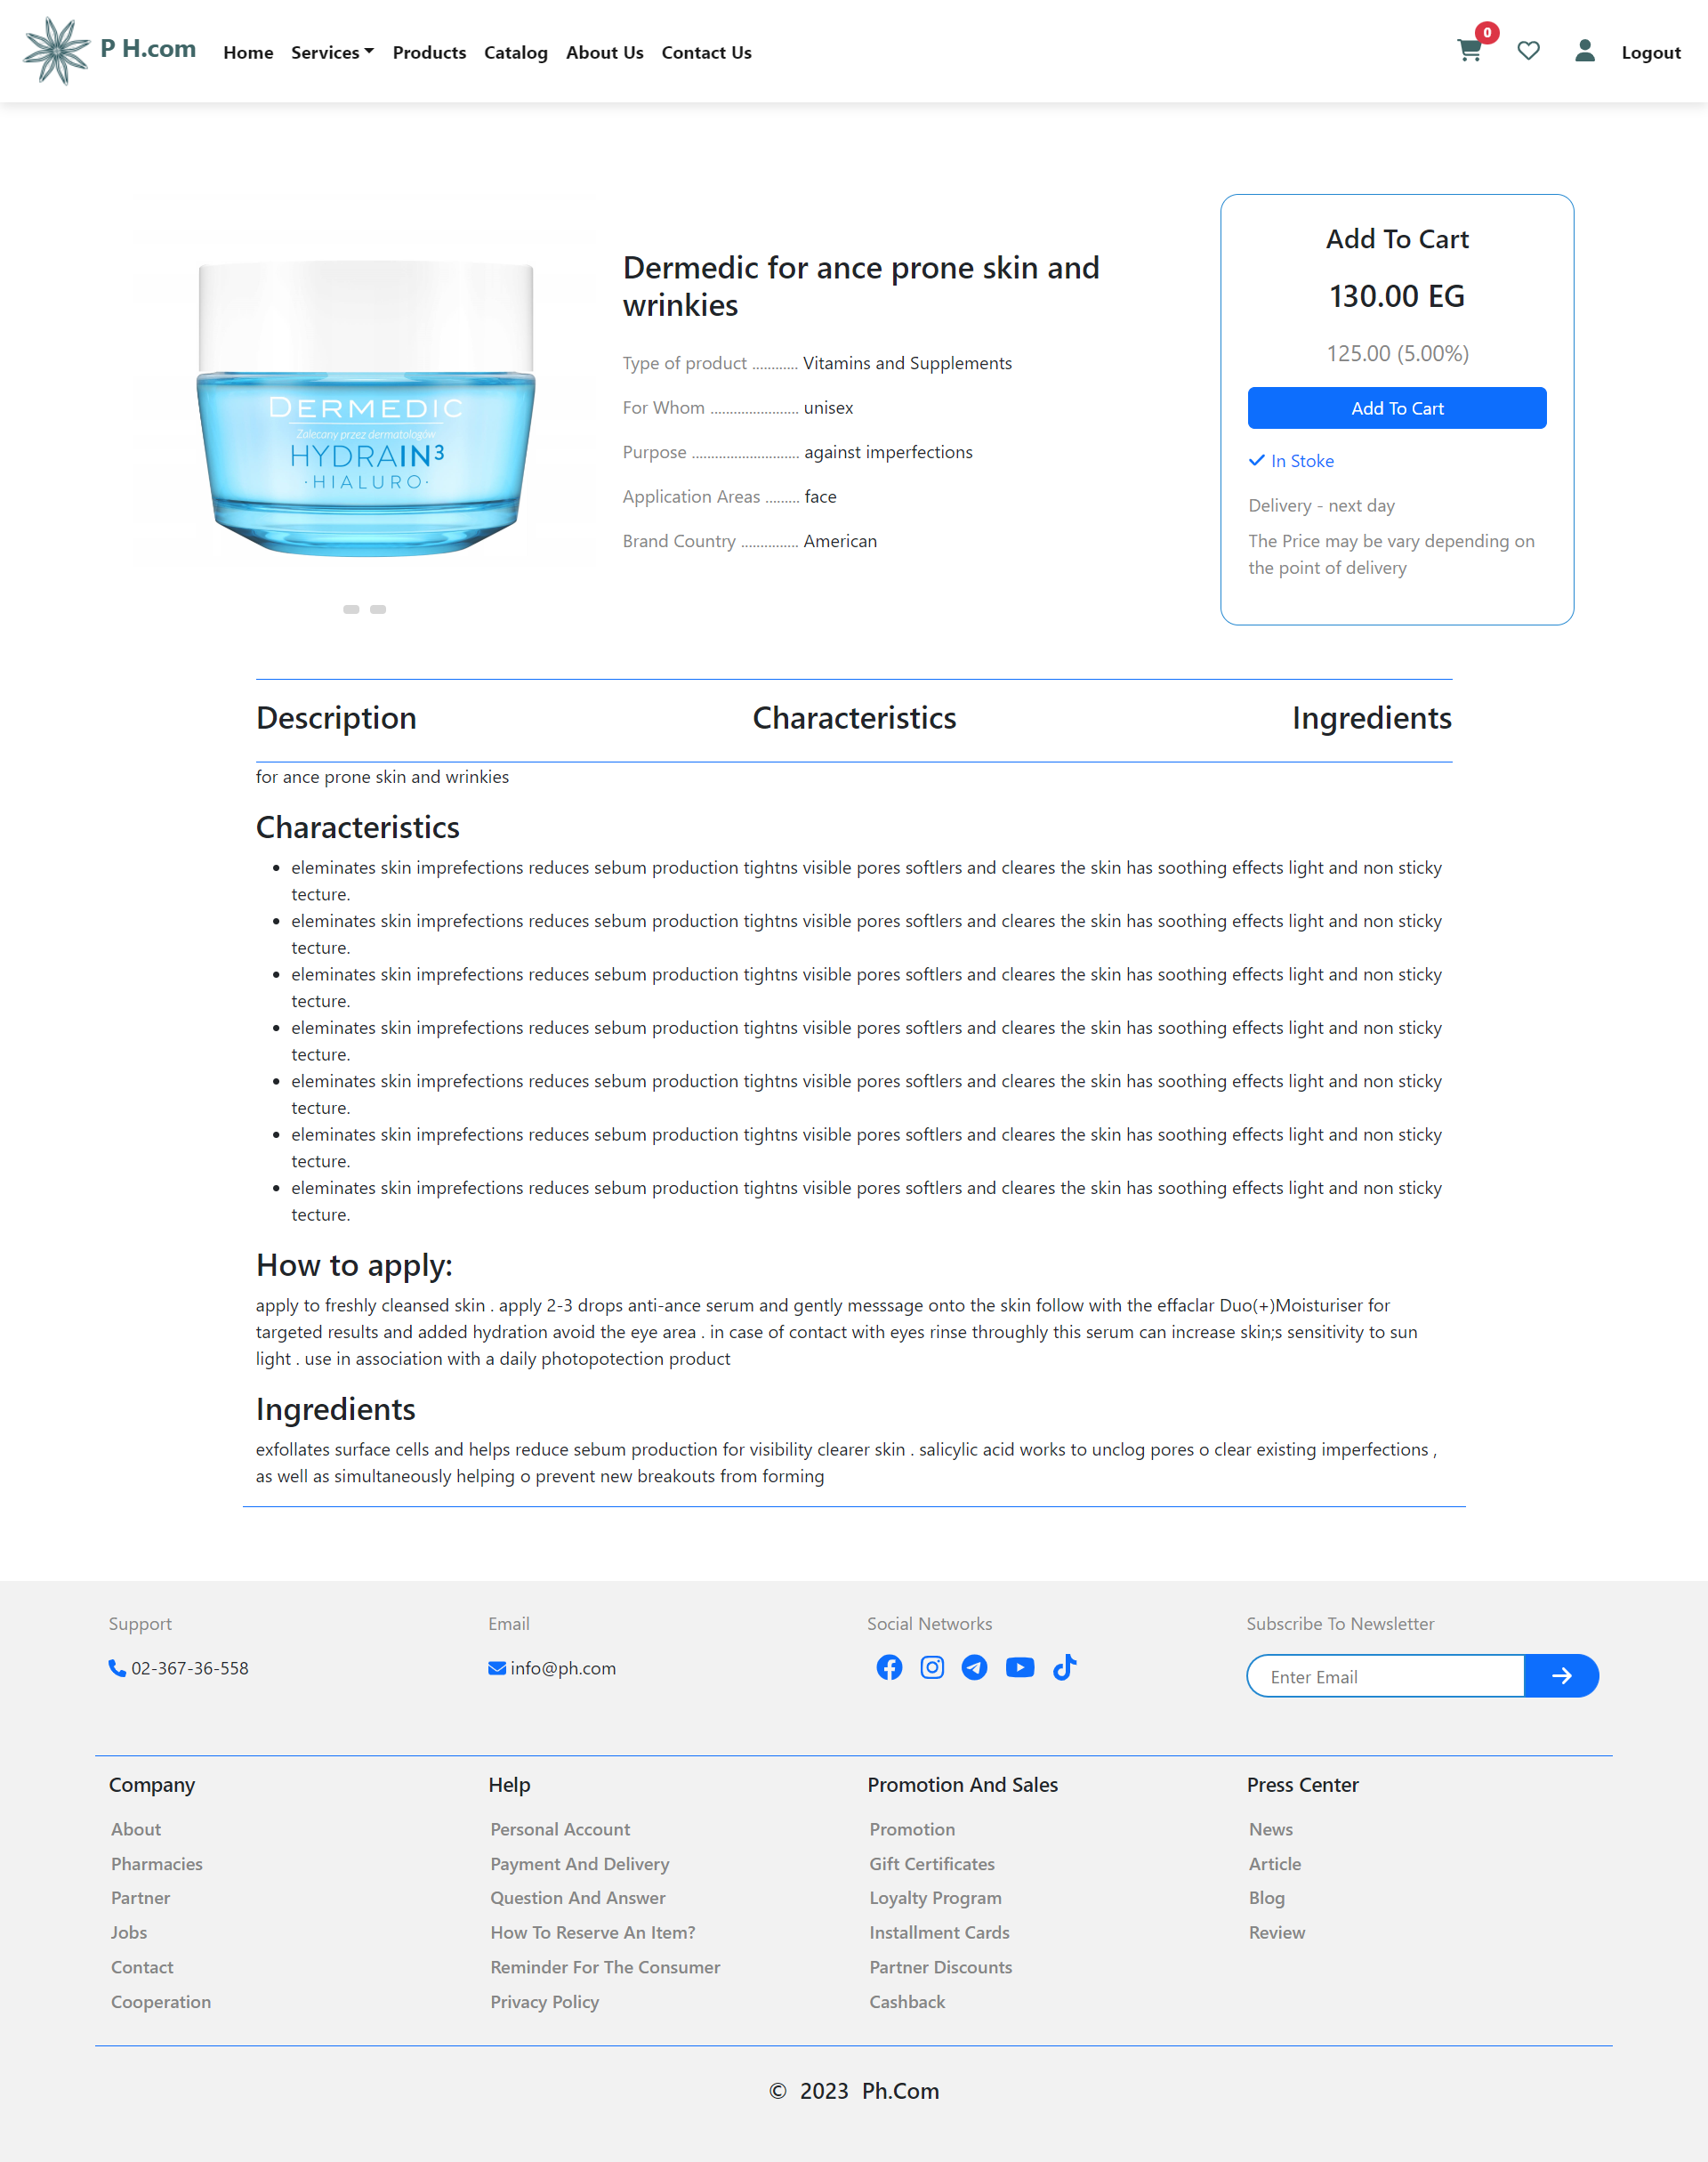 P H.com Home Services Products Catalog About Us Contact Us 0 Logout
DERMEDIC
Zalecany przez dermatologów
HYDRAIN3
·HIALURO·
Dermedic for ance prone skin and
wrinkies
Type of product ............ Vitamins and Supplements
For Whom ....................... unisex
Purpose ............................ against imperfections
Application Areas ......... face
Brand Country ............... American
Add To Cart
130.00 EG
125.00 (5.00%)
Add To Cart
In Stoke
Delivery - next day
The Price may be vary depending on
the point of delivery
Description Characteristics Ingredients
for ance prone skin and wrinkies
Characteristics
• eleminates skin imprefections reduces sebum production tightns visible pores softlers and cleares the skin has soothing effects light and non sticky
tecture.
• eleminates skin imprefections reduces sebum production tightns visible pores softlers and cleares the skin has soothing effects light and non sticky
tecture.
• eleminates skin imprefections reduces sebum production tightns visible pores softlers and cleares the skin has soothing effects light and non sticky
tecture.
• eleminates skin imprefections reduces sebum production tightns visible pores softlers and cleares the skin has soothing effects light and non sticky
tecture.
• eleminates skin imprefections reduces sebum production tightns visible pores softlers and cleares the skin has soothing effects light and non sticky
tecture.
• eleminates skin imprefections reduces sebum production tightns visible pores softlers and cleares the skin has soothing effects light and non sticky
tecture.
• eleminates skin imprefections reduces sebum production tightns visible pores softlers and cleares the skin has soothing effects light and non sticky
tecture.
How to apply:
apply to freshly cleansed skin . apply 2-3 drops anti-ance serum and gently messsage onto the skin follow with the effaclar Duo(+)Moisturiser for
targeted results and added hydration avoid the eye area . in case of contact with eyes rinse throughly this serum can increase skin;s sensitivity to sun
light . use in association with a daily photopotection product
Ingredients
exfollates surface cells and helps reduce sebum production for visibility clearer skin . salicylic acid works to unclog pores o clear existing imperfections ,
as well as simultaneously helping o prevent new breakouts from forming
Support
02-367-36-558
Email
info@ph.com
Social Networks
Subscribe To Newsletter
Enter Email
Company
About
Pharmacies
Partner
Jobs
Contact
Cooperation
Help
Personal Account
Payment And Delivery
Question And Answer
How To Reserve An Item?
Reminder For The Consumer
Privacy Policy
Promotion And Sales
Promotion
Gift Certificates
Loyalty Program
Installment Cards
Partner Discounts
Cashback
Press Center
News
Article
Blog
Review
© 2023 Ph.Com